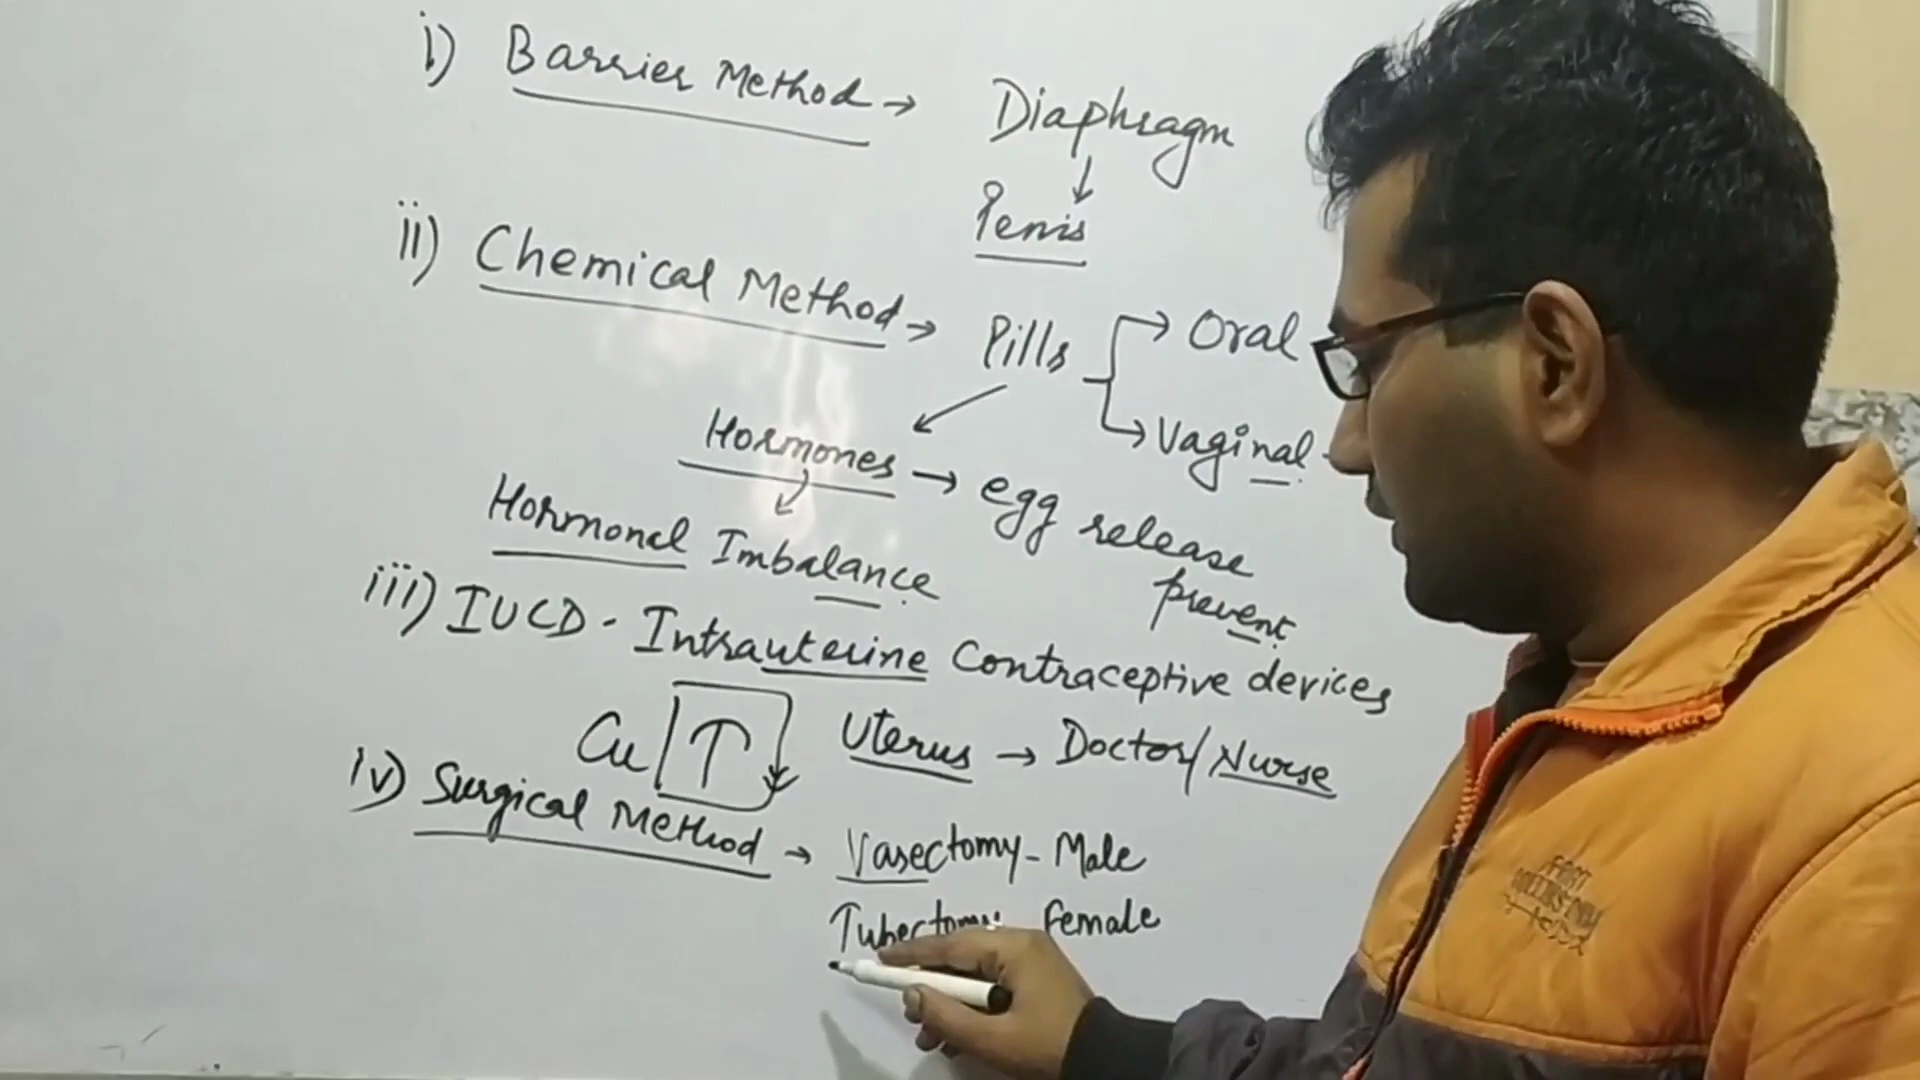 i) Barrier Method → Diaphragm
↓
Penis
ii) Chemical Method → Pills → Oral
→ Vaginal
Hormones → egg release
prevent
Hormonal Imbalance
iii) IUCD - Intrauterine Contraceptive devices
Cu T Uterus → Doctor/Nurse
iv) Surgical Method → Vasectomy - Male
Tubectomy Female